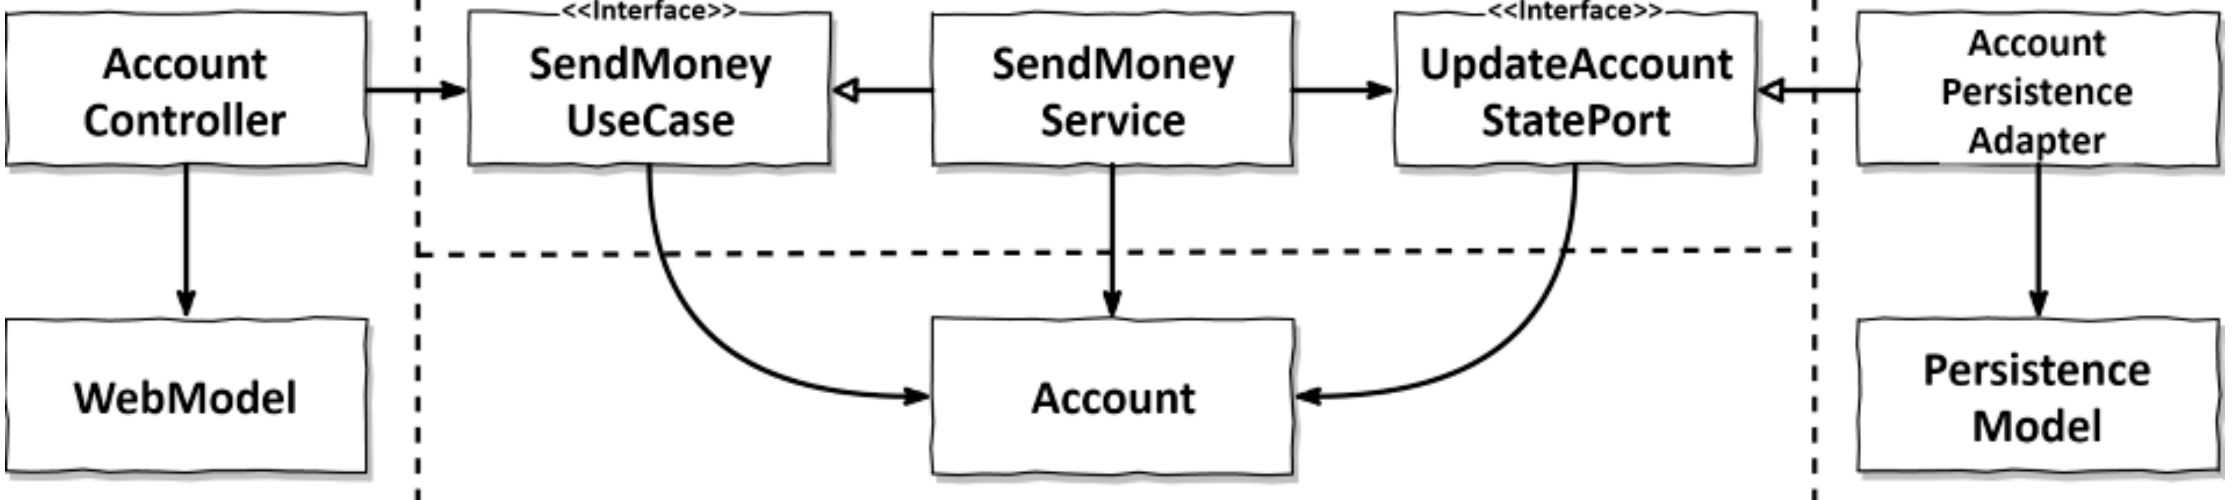 Account
Controller
<<Interface>>
SendMoney
UseCase
SendMoney
Service
<<Interface>>
UpdateAccount
StatePort
Account
Persistence
Adapter
WebModel
Account
Persistence
Model